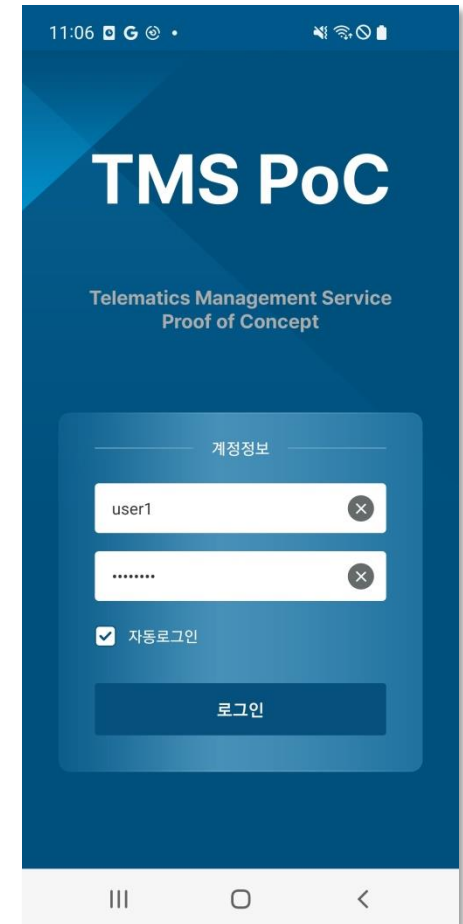 11:06 G
TMS PoC
Telematics Management Service
Proof of Concept
계정정보
user1
••••••••
자동로그인
로그인